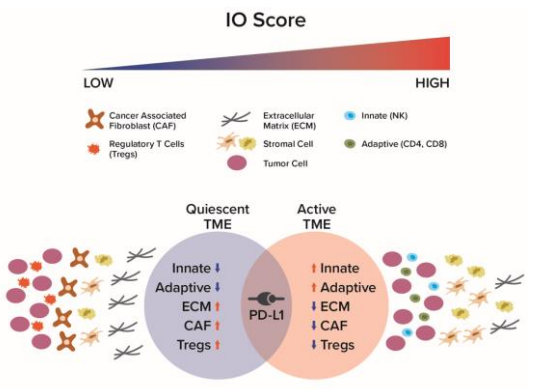 IO Score
LOW HIGH
Cancer Associated
Fibroblast (CAF)
Regulatory T Cells
(Tregs)
Extracellular
Matrix (ECM)
Stromal Cell
Tumor Cell
Innate (NK)
Adaptive (CD4, CD8)
Quiescent
TME
Active
TME
Innate ↓
Adaptive ↓
ECM ↑
CAF ↑
Tregs ↑
PD-L1
↑ Innate
↑ Adaptive
↓ ECM
↓ CAF
↓ Tregs